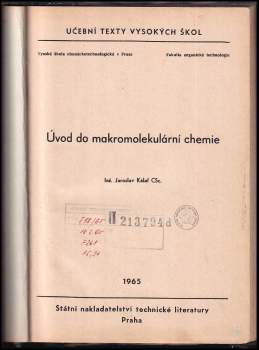 UČEBNÍ TEXTY VYSOKÝCH ŠKOL
Vysoká škola chemickotechnologická v Praze
Fakulta organické technologie
Úvod do makromolekulární chemie
Ing. Jaroslav Kálal CSc.
213794d
1965
Státní nakladatelství technické literatury
Praha